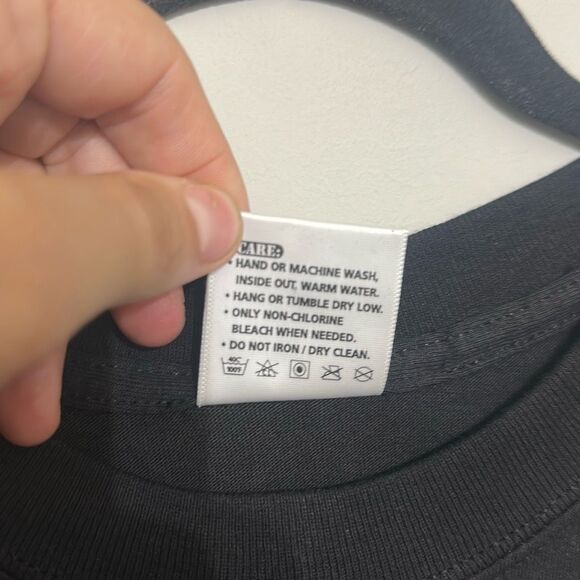 CARE:
• HAND OR MACHINE WASH,
INSIDE OUT, WARM WATER.
• HANG OR TUMBLE DRY LOW.
• ONLY NON-CHLORINE
BLEACH WHEN NEEDED.
• DO NOT IRON / DRY CLEAN.
40C
100°F